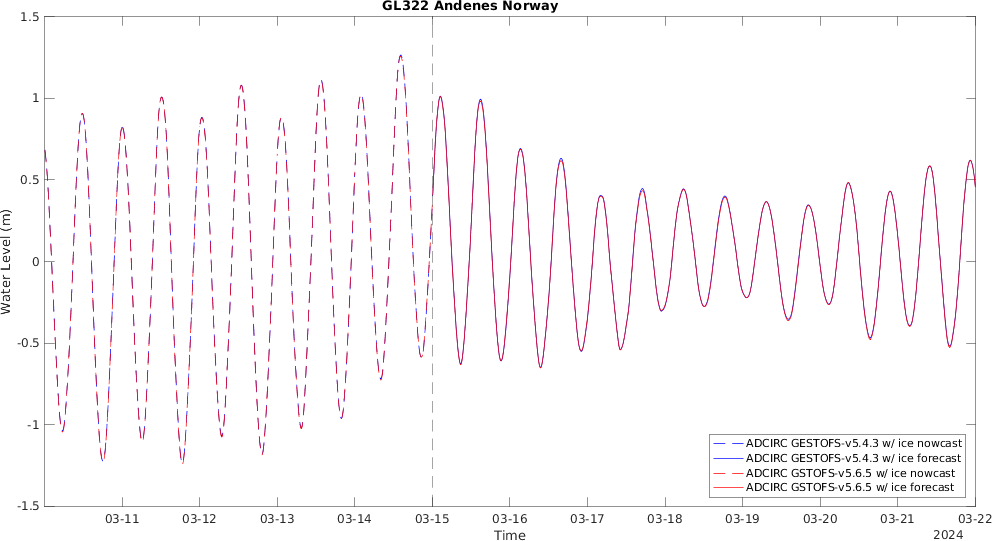 GL322 Andenes Norway
1.5
1
0.5
0
-0.5
-1
-1.5
Water Level (m)
ADCIRC GESTOFS-v5.4.3 w/ ice nowcast
ADCIRC GESTOFS-v5.4.3 w/ ice forecast
ADCIRC GSTOFS-v5.6.5 w/ ice nowcast
ADCIRC GSTOFS-v5.6.5 w/ ice forecast
03-11 03-12 03-13 03-14 03-15 03-16 03-17 03-18 03-19 03-20 03-21 03-22
Time 2024